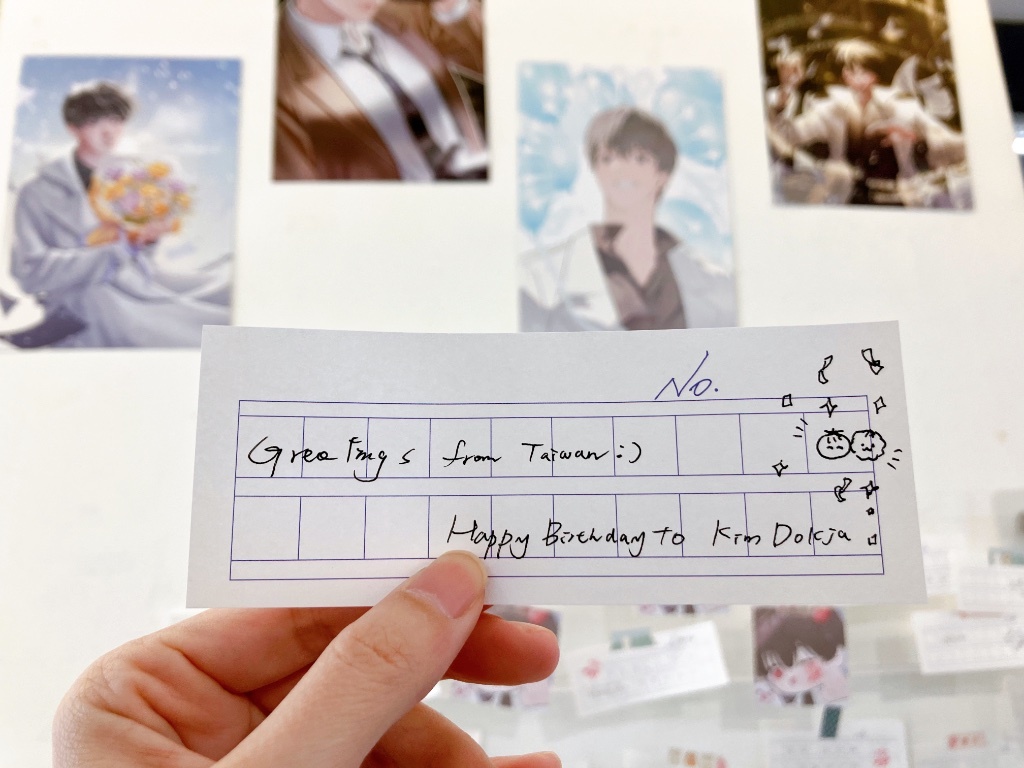 No.
Greetings from Taiwan :)
Happy Birthday to Kim Dokja